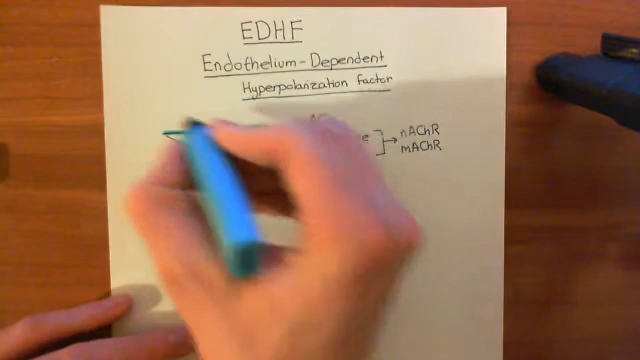 EDHF
Endothelium-Dependent
Hyperpolarization factor
nAChR
mAChR